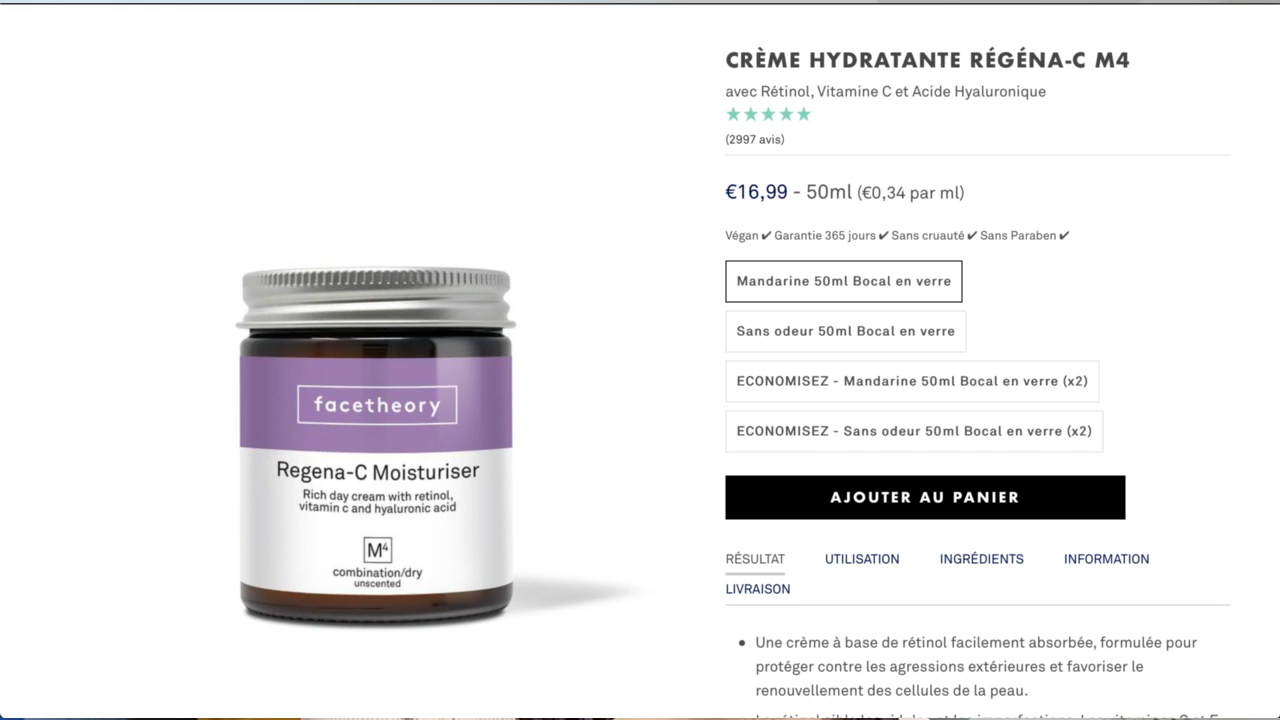 CRÈME HYDRATANTE RÉGÉNA-C M4
avec Rétinol, Vitamine C et Acide Hyaluronique
(2997 avis)
€16,99 - 50ml (€0,34 par ml)
Végan ✔ Garantie 365 jours ✔ Sans cruauté ✔ Sans Paraben ✔
Mandarine 50ml Bocal en verre
Sans odeur 50ml Bocal en verre
ECONOMISEZ - Mandarine 50ml Bocal en verre (x2)
ECONOMISEZ - Sans odeur 50ml Bocal en verre (x2)
AJOUTER AU PANIER
RÉSULTAT UTILISATION INGRÉDIENTS INFORMATION
LIVRAISON
Une crème à base de rétinol facilement absorbée, formulée pour
protéger contre les agressions extérieures et favoriser le
renouvellement des cellules de la peau.
facetheory
Regena-C Moisturiser
Rich day cream with retinol,
vitamin c and hyaluronic acid
M4
combination/dry
unscented